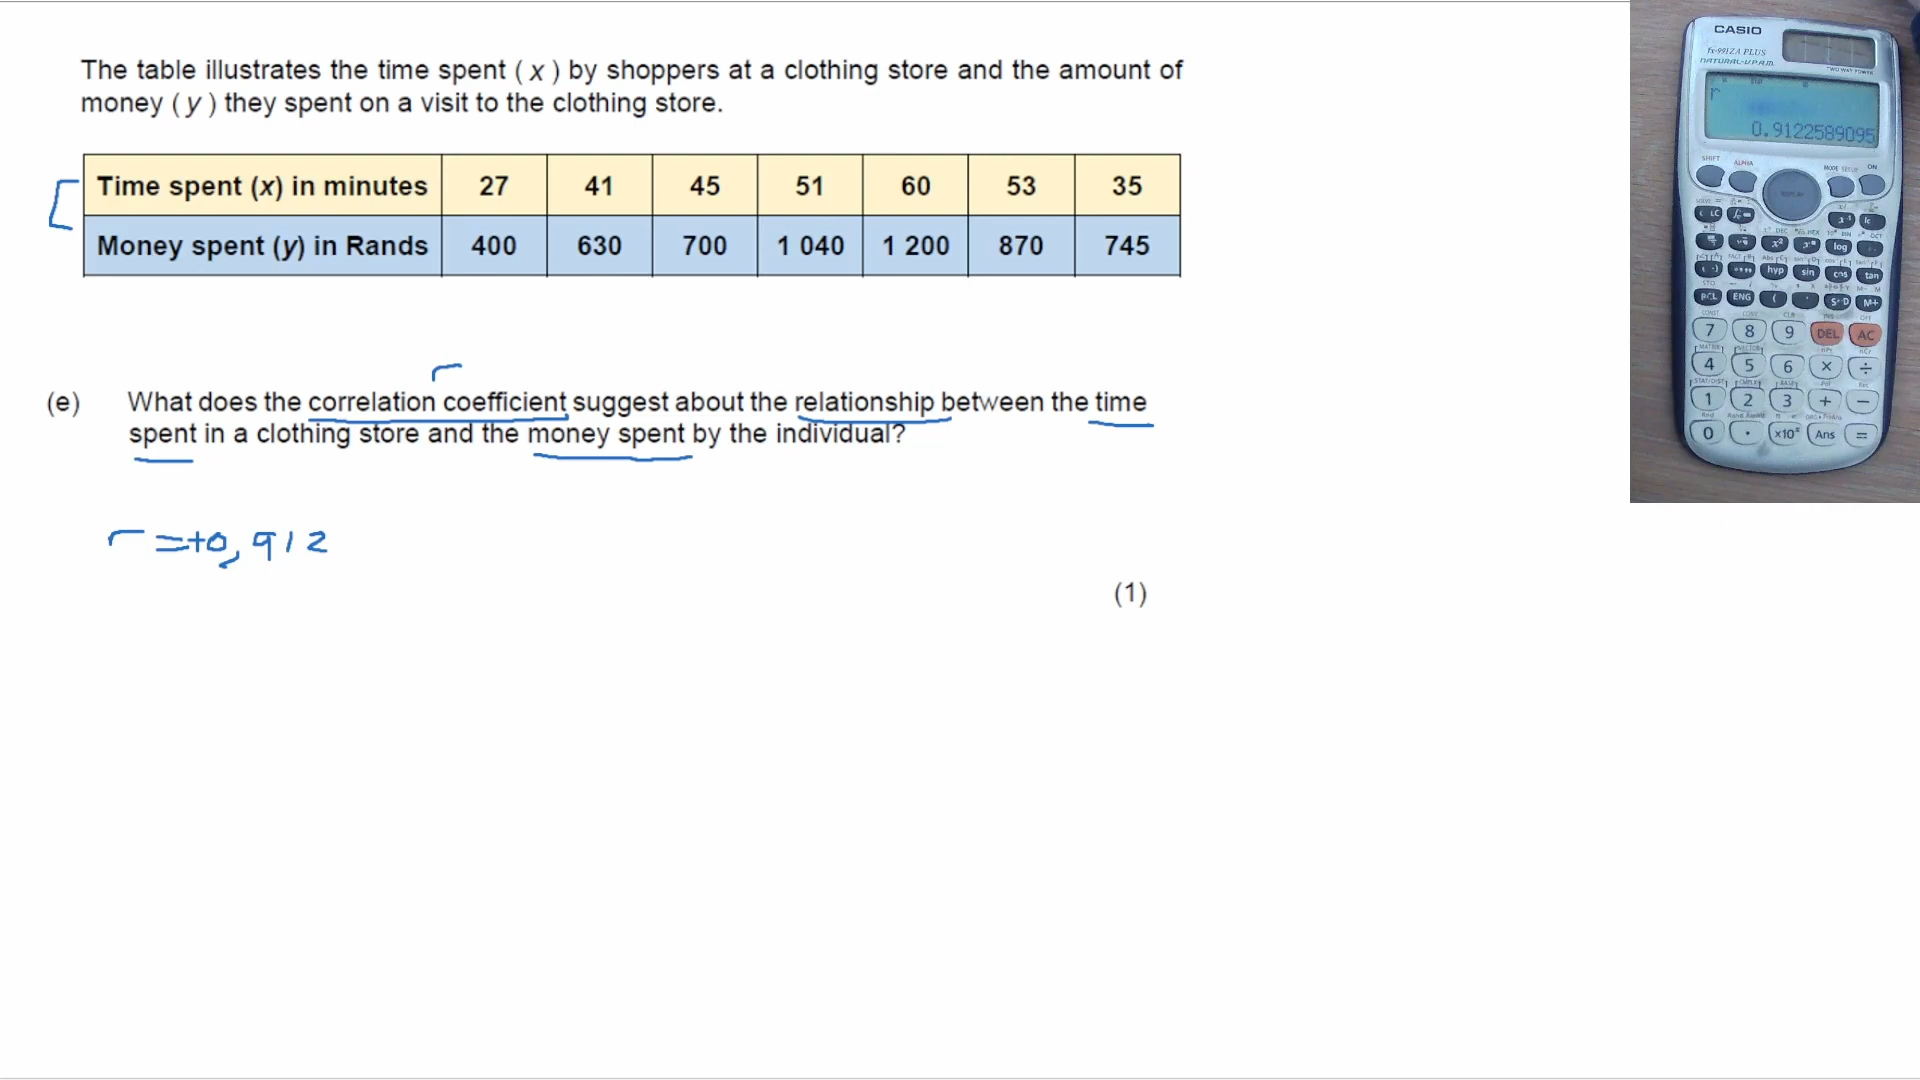 The table illustrates the time spent ( x ) by shoppers at a clothing store and the amount of
money ( y ) they spent on a visit to the clothing store.
Time spent (x) in minutes 27 41 45 51 60 53 35
Money spent (y) in Rands 400 630 700 1 040 1 200 870 745
r
(e) What does the correlation coefficient suggest about the relationship between the time
spent in a clothing store and the money spent by the individual?
r = +0,912
(1)
CASIO
fx-991ZA PLUS
NATURAL-V.P.A.M.
TWO WAY POWER
r
0.9122589095
SHIFT ALPHA MODE SETUP ON
REPLAY
x² log
hyp sin cos tan
RCL ENG ( S⇔D M+
7 8 9 DEL AC
MATRIX VECTOR
4 5 6 × ÷
1 2 3 + −
0 . ×10ˣ Ans =